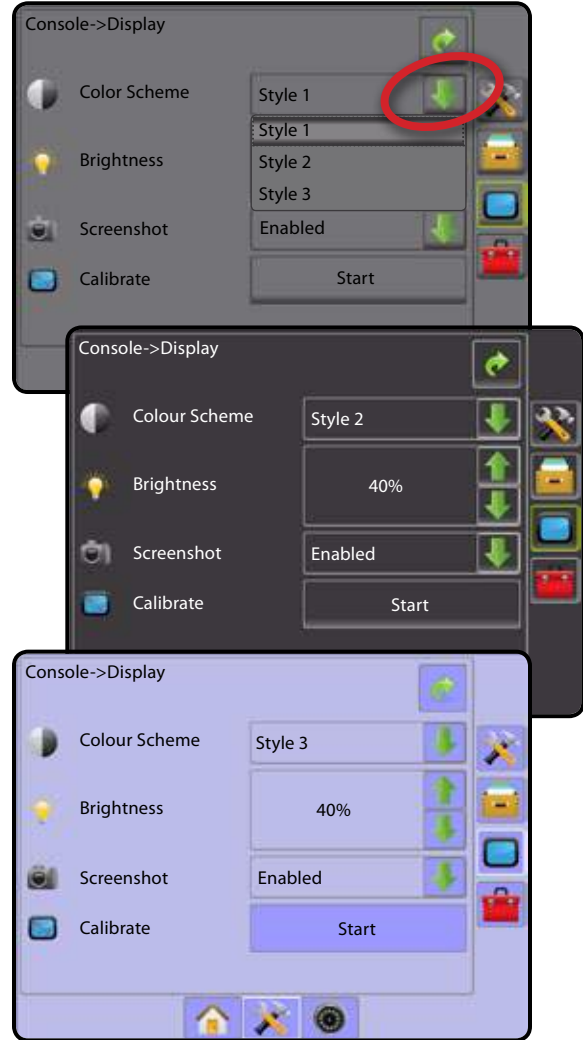 Console->Display
Color Scheme
Style 1
Style 1
Brightness
Style 2
Style 3
Screenshot
Enabled
Calibrate
Start
Console->Display
Colour Scheme
Style 2
Brightness
40%
Screenshot
Enabled
Calibrate
Start
Console->Display
Colour Scheme
Style 3
Brightness
40%
Screenshot
Enabled
Calibrate
Start